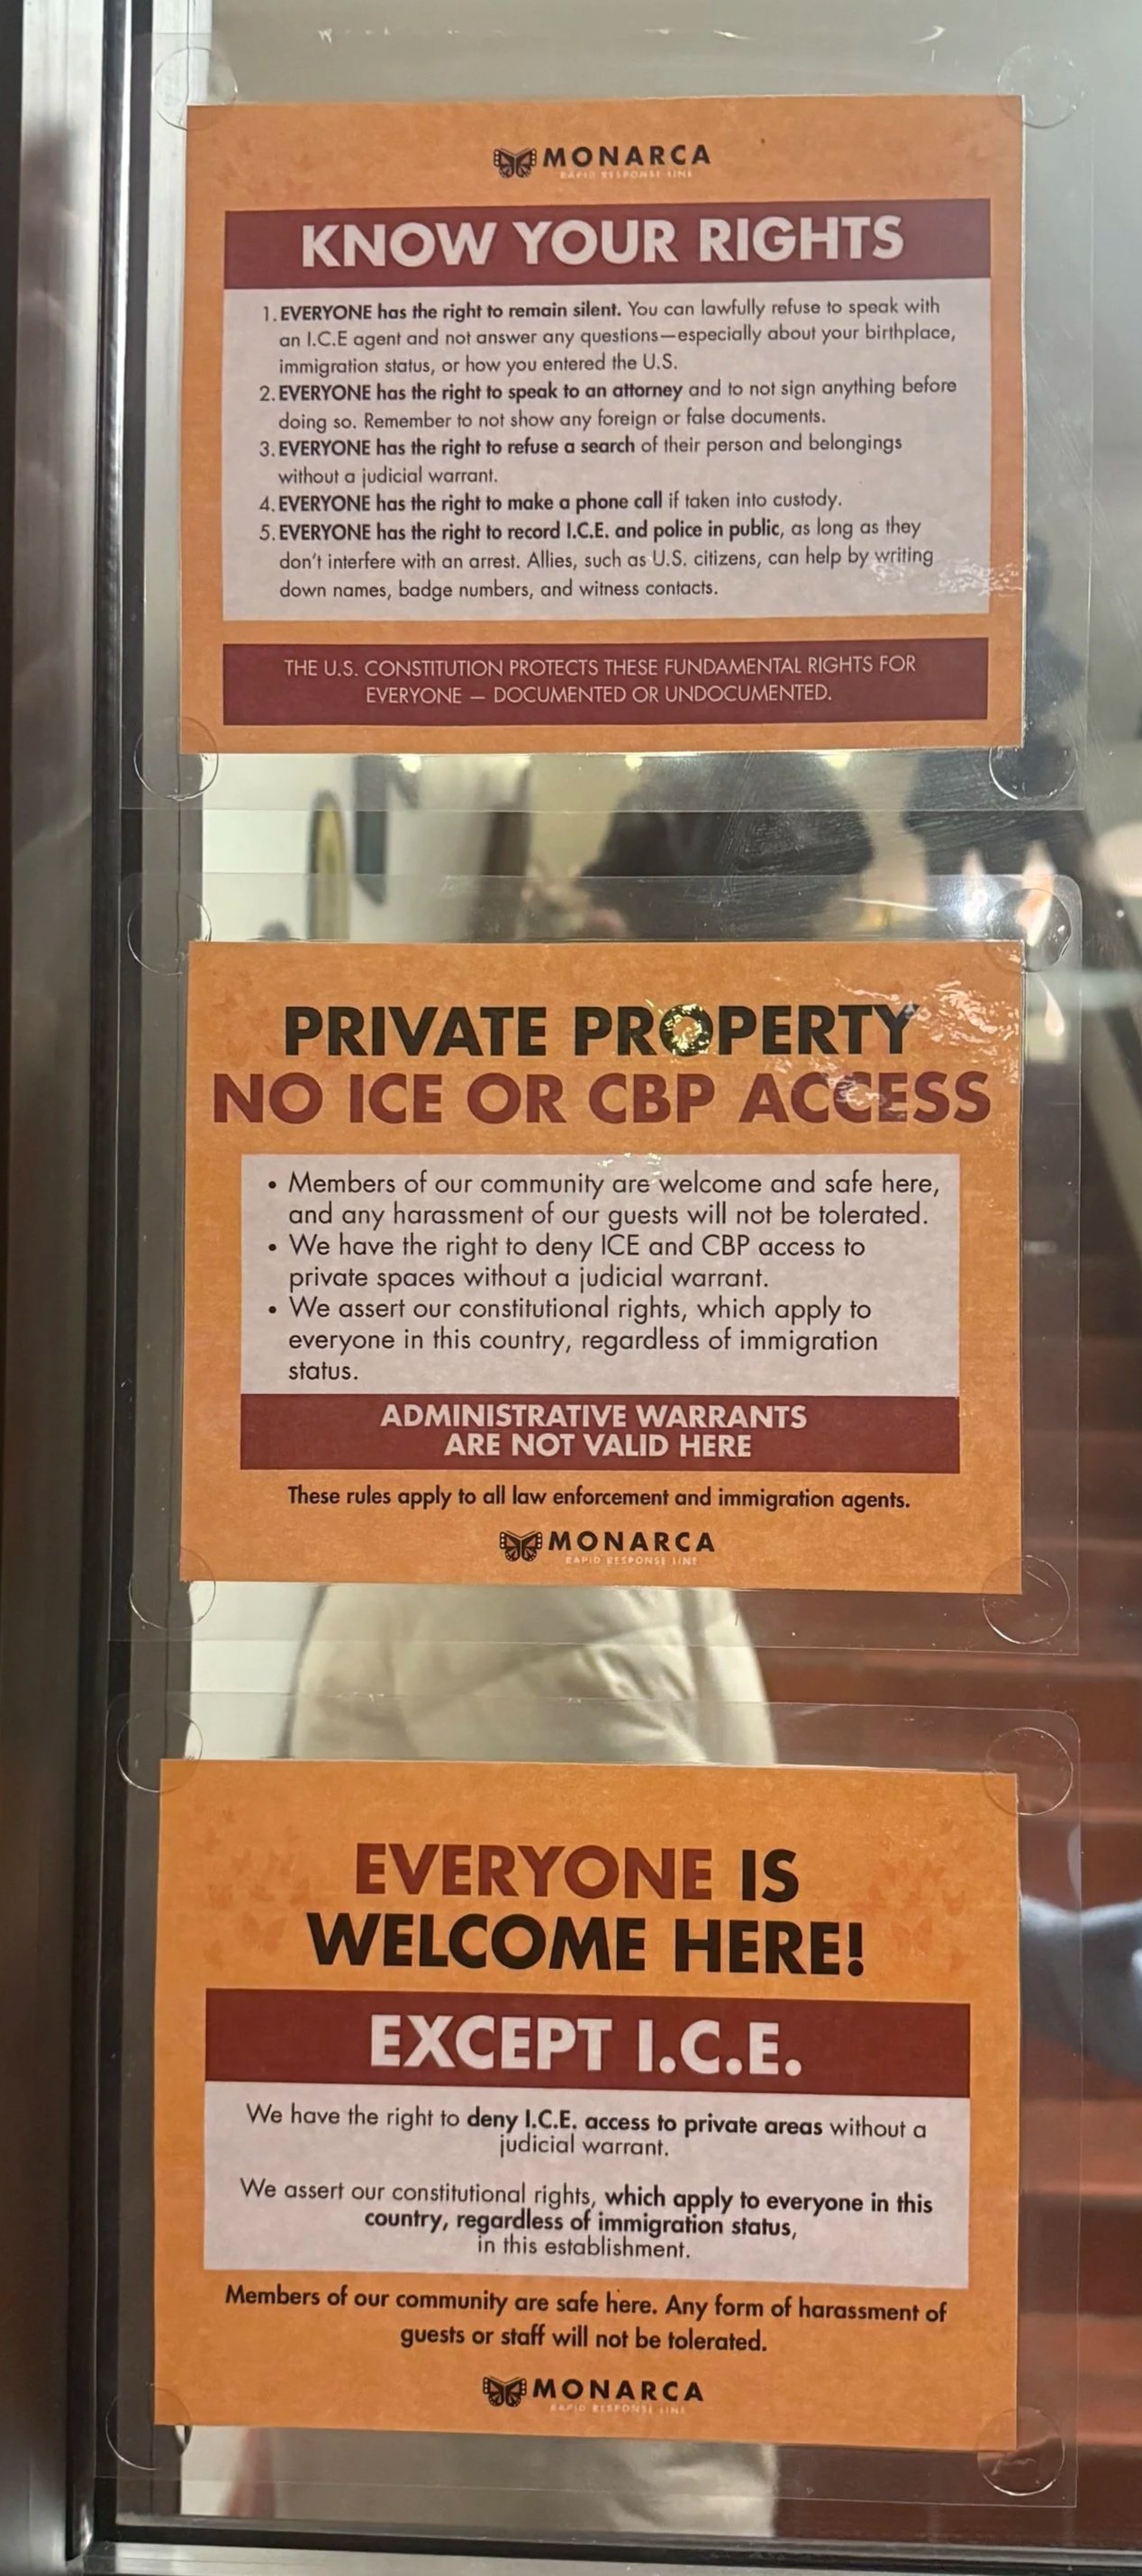 MONARCA
RAPID RESPONSE LINE
KNOW YOUR RIGHTS
1. EVERYONE has the right to remain silent. You can lawfully refuse to speak with
an I.C.E agent and not answer any questions—especially about your birthplace,
immigration status, or how you entered the U.S.
2. EVERYONE has the right to speak to an attorney and to not sign anything before
doing so. Remember to not show any foreign or false documents.
3. EVERYONE has the right to refuse a search of their person and belongings
without a judicial warrant.
4. EVERYONE has the right to make a phone call if taken into custody.
5. EVERYONE has the right to record I.C.E. and police in public, as long as they
don't interfere with an arrest. Allies, such as U.S. citizens, can help by writing
down names, badge numbers, and witness contacts.
THE U.S. CONSTITUTION PROTECTS THESE FUNDAMENTAL RIGHTS FOR
EVERYONE — DOCUMENTED OR UNDOCUMENTED.
PRIVATE PROPERTY
NO ICE OR CBP ACCESS
• Members of our community are welcome and safe here,
and any harassment of our guests will not be tolerated.
• We have the right to deny ICE and CBP access to
private spaces without a judicial warrant.
• We assert our constitutional rights, which apply to
everyone in this country, regardless of immigration
status.
ADMINISTRATIVE WARRANTS
ARE NOT VALID HERE
These rules apply to all law enforcement and immigration agents.
MONARCA
RAPID RESPONSE LINE
EVERYONE IS
WELCOME HERE!
EXCEPT I.C.E.
We have the right to deny I.C.E. access to private areas without a
judicial warrant.
We assert our constitutional rights, which apply to everyone in this
country, regardless of immigration status,
in this establishment.
Members of our community are safe here. Any form of harassment of
guests or staff will not be tolerated.
MONARCA
RAPID RESPONSE LINE